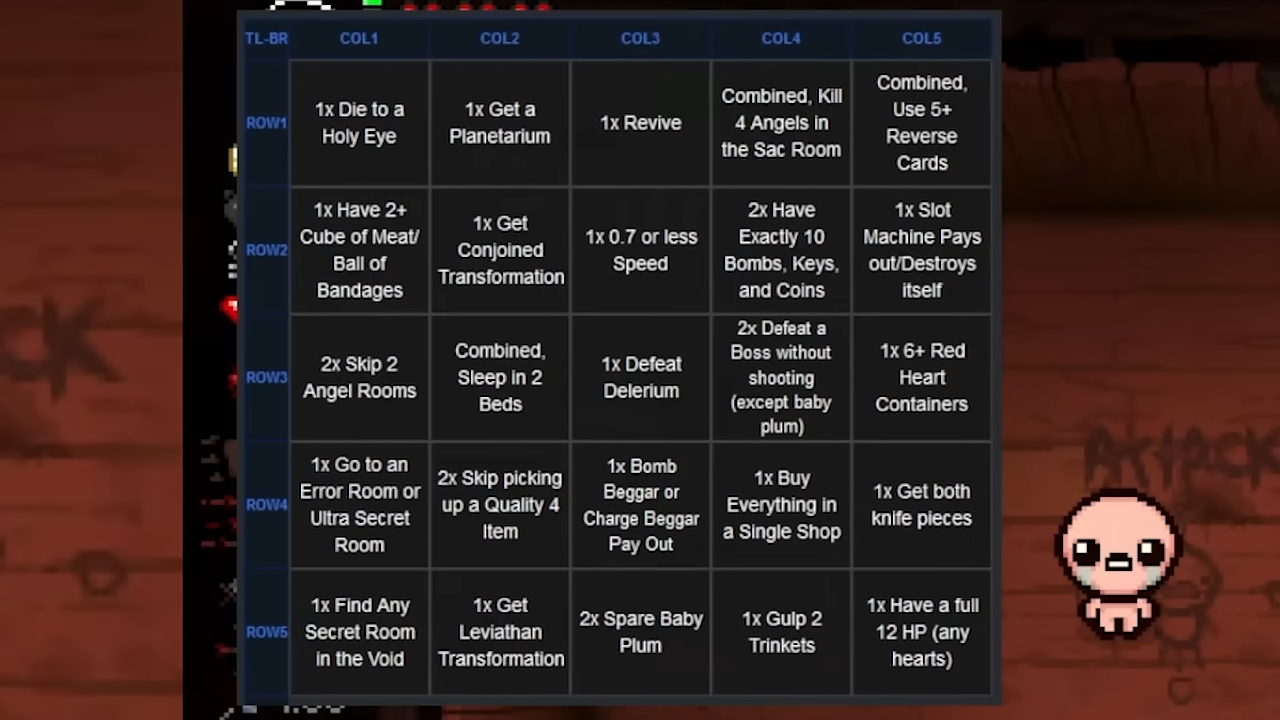 TL-BR COL1 COL2 COL3 COL4 COL5
ROW1
1x Die to a
Holy Eye
1x Get a
Planetarium
1x Revive
Combined, Kill
4 Angels in
the Sac Room
Combined,
Use 5+
Reverse
Cards
ROW2
1x Have 2+
Cube of Meat/
Ball of
Bandages
1x Get
Conjoined
Transformation
1x 0.7 or less
Speed
2x Have
Exactly 10
Bombs, Keys,
and Coins
1x Slot
Machine Pays
out/Destroys
itself
ROW3
2x Skip 2
Angel Rooms
Combined,
Sleep in 2
Beds
1x Defeat
Delerium
2x Defeat a
Boss without
shooting
(except baby
plum)
1x 6+ Red
Heart
Containers
ROW4
1x Go to an
Error Room or
Ultra Secret
Room
2x Skip picking
up a Quality 4
Item
1x Bomb
Beggar or
Charge Beggar
Pay Out
1x Buy
Everything in
a Single Shop
1x Get both
knife pieces
ROW5
1x Find Any
Secret Room
in the Void
1x Get
Leviathan
Transformation
2x Spare Baby
Plum
1x Gulp 2
Trinkets
1x Have a full
12 HP (any
hearts)